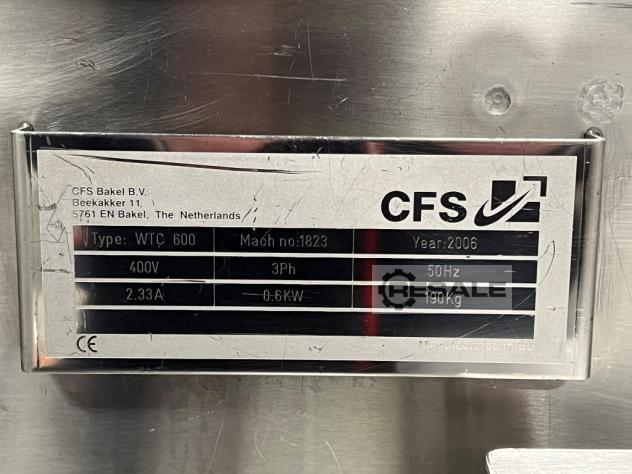 CFS Bakel B.V.
Beekakker 11,
5761 EN Bakel, The Netherlands
CFS
Type: WTC 600 Mach no:1823 Year:2006
400V 3Ph 50Hz
2.33A 0.6KW 190Kg
RESALE
CE